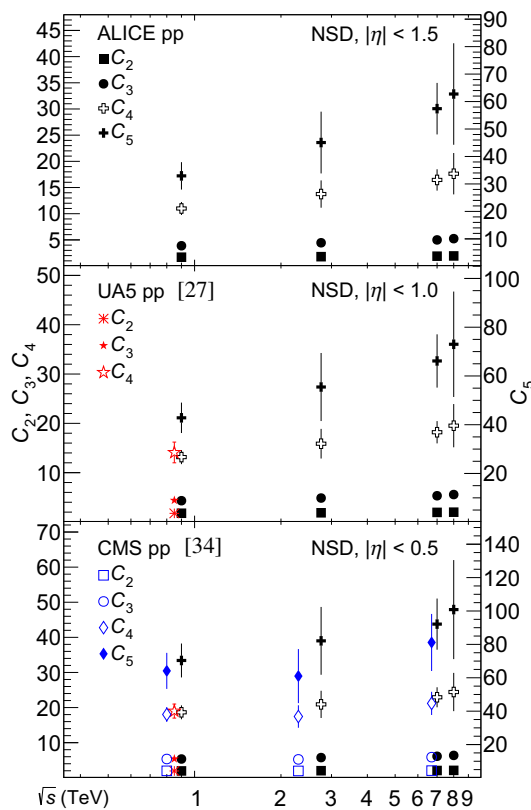 45
40
35
30
25
20
15
10
5
ALICE pp
C2
C3
C4
C5
NSD, |η| < 1.5
90
80
70
60
50
40
30
20
10
50
40
30
20
10
UA5 pp [27]
C2
C3
C4
NSD, |η| < 1.0
100
80
60
40
20
C2, C3, C4
C5
70
60
50
40
30
20
10
CMS pp [34]
C2
C3
C4
C5
NSD, |η| < 0.5
140
120
100
80
60
40
20
√s (TeV) 1 2 3 4 5 6 7 8 9